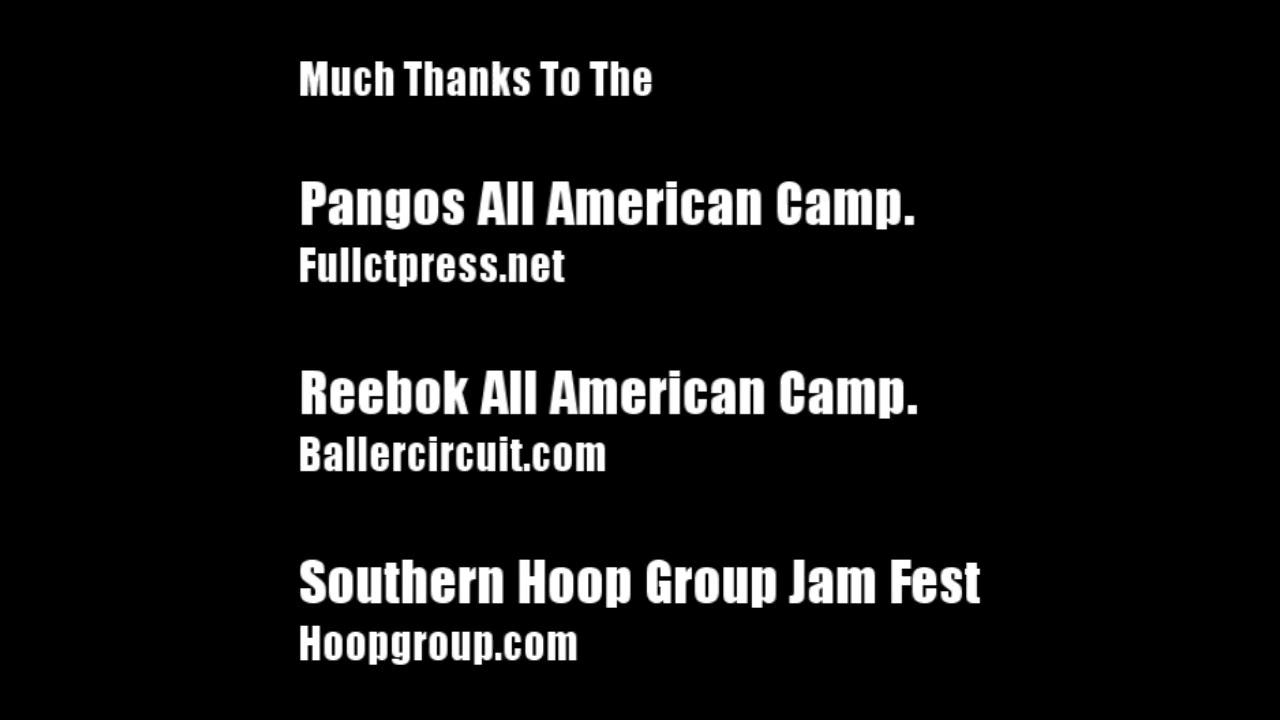 Much Thanks To The
Pangos All American Camp.
Fullctpress.net
Reebok All American Camp.
Ballercircuit.com
Southern Hoop Group Jam Fest
Hoopgroup.com